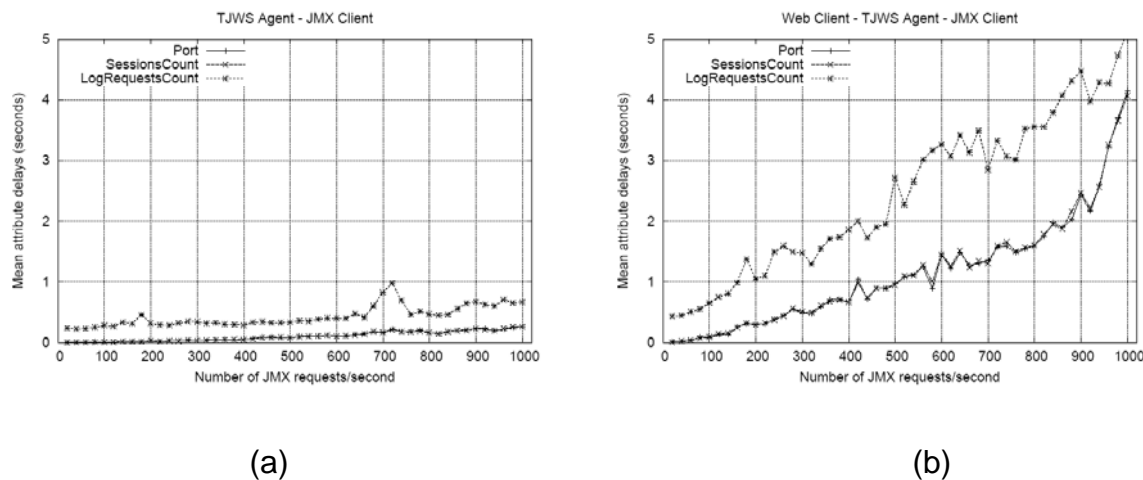 TJWS Agent - JMX Client
5
4
3
2
1
0
Mean attribute delays (seconds)
Port
SessionsCount
LogRequestsCount
0 100 200 300 400 500 600 700 800 900 1000
Number of JMX requests/second
(a)
Web Client - TJWS Agent - JMX Client
5
4
3
2
1
0
Mean attribute delays (seconds)
Port
SessionsCount
LogRequestsCount
0 100 200 300 400 500 600 700 800 900 1000
Number of JMX requests/second
(b)